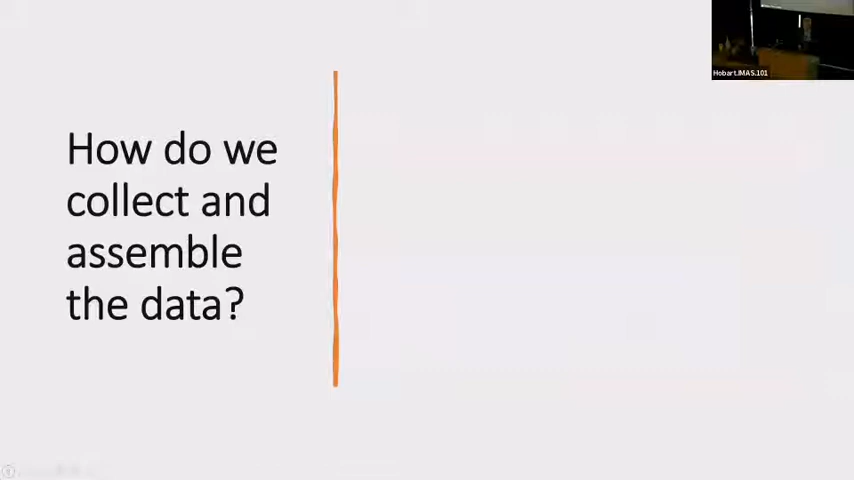 Hobart.IMAS.101
How do we
collect and
assemble
the data?